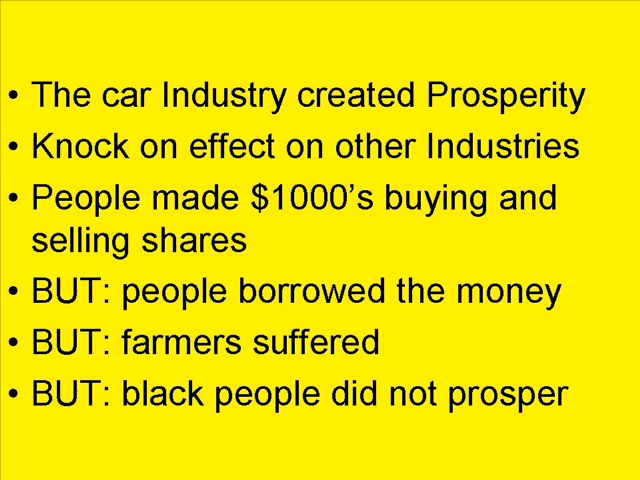 • The car Industry created Prosperity
• Knock on effect on other Industries
• People made $1000’s buying and
selling shares
• BUT: people borrowed the money
• BUT: farmers suffered
• BUT: black people did not prosper